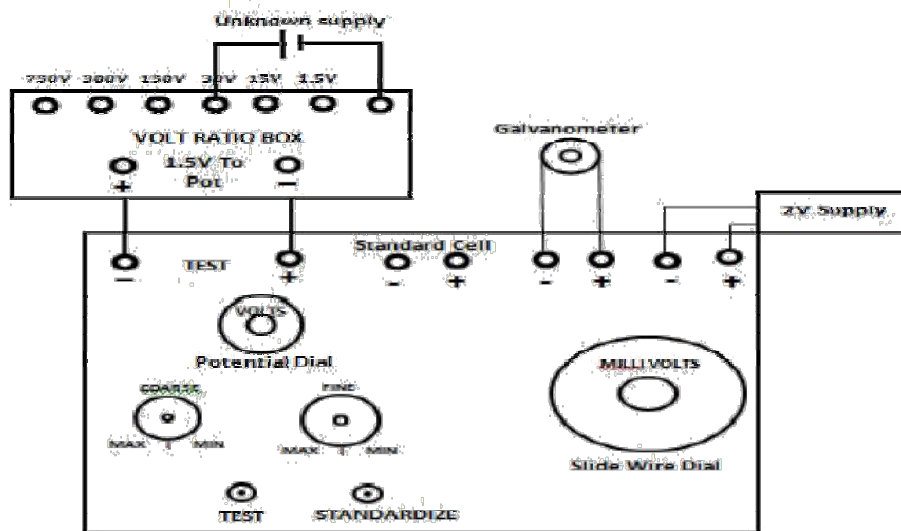 Unknown supply
750V 300V 150V 30V 15V 1.5V
VOLT RATIO BOX
1.5V To
Pot
+ −
Galvanometer
2V Supply
Standard Cell
TEST
− + − + − + − +
VOLTS
Potential Dial
MILLI VOLTS
COARSE FINE
MAX MIN MAX MIN
Slide Wire Dial
TEST STANDARDIZE